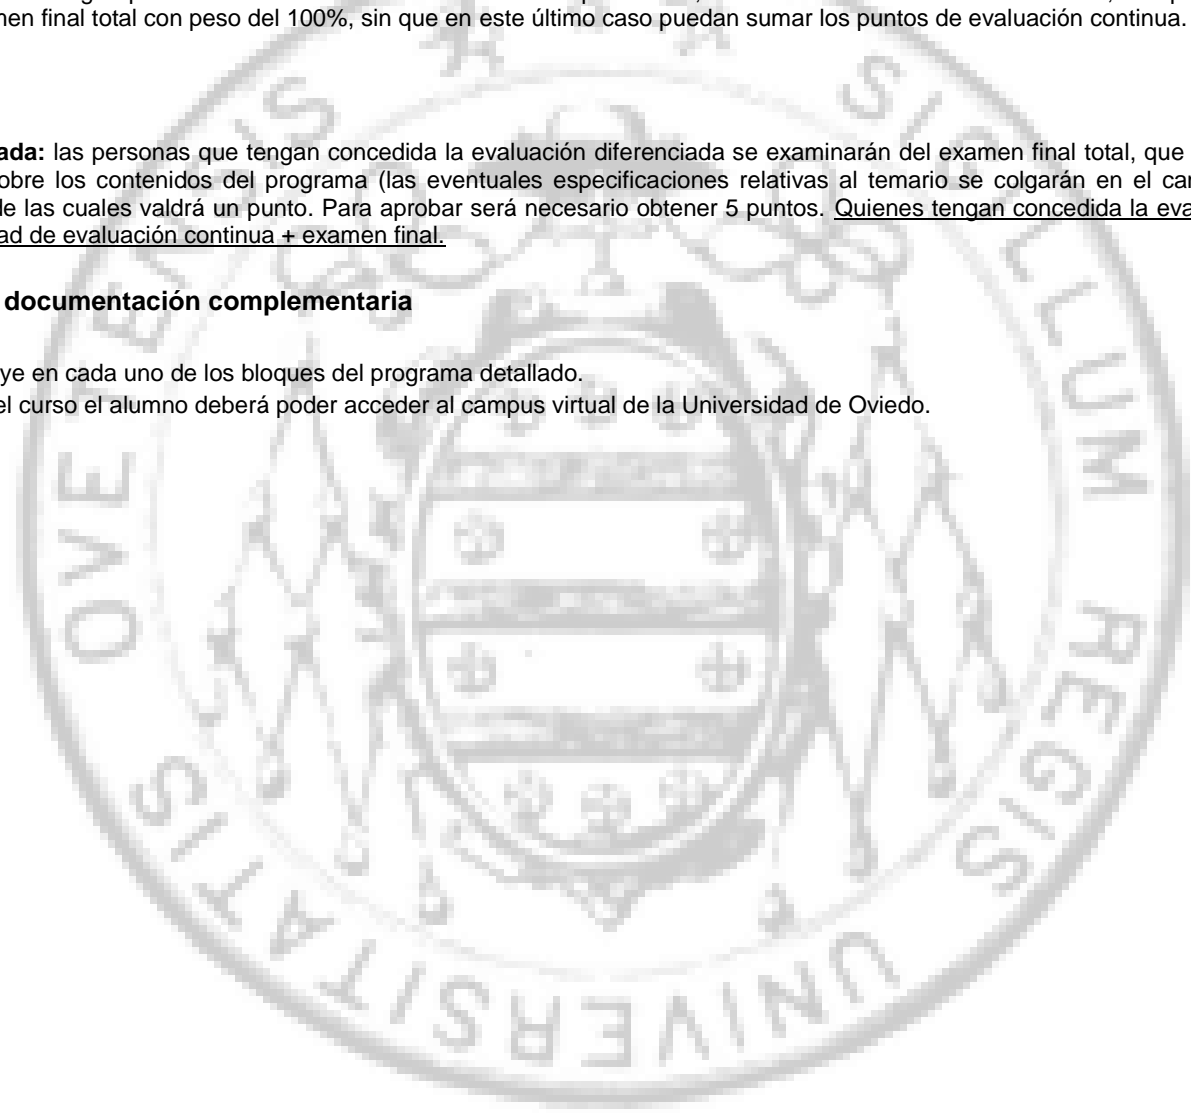 men final total con peso del 100%, sin que en este último caso puedan sumar los puntos de evaluación continua.
ada: las personas que tengan concedida la evaluación diferenciada se examinarán del examen final total, que
obre los contenidos del programa (las eventuales especificaciones relativas al temario se colgarán en el
de las cuales valdrá un punto. Para aprobar será necesario obtener 5 puntos. Quienes tengan concedida la
ad de evaluación continua + examen final.
documentación complementaria
ye en cada uno de los bloques del programa detallado.
el curso el alumno deberá poder acceder al campus virtual de la Universidad de Oviedo.
SIGILLUM REGIS UNIVERSITATIS OVETENSIS